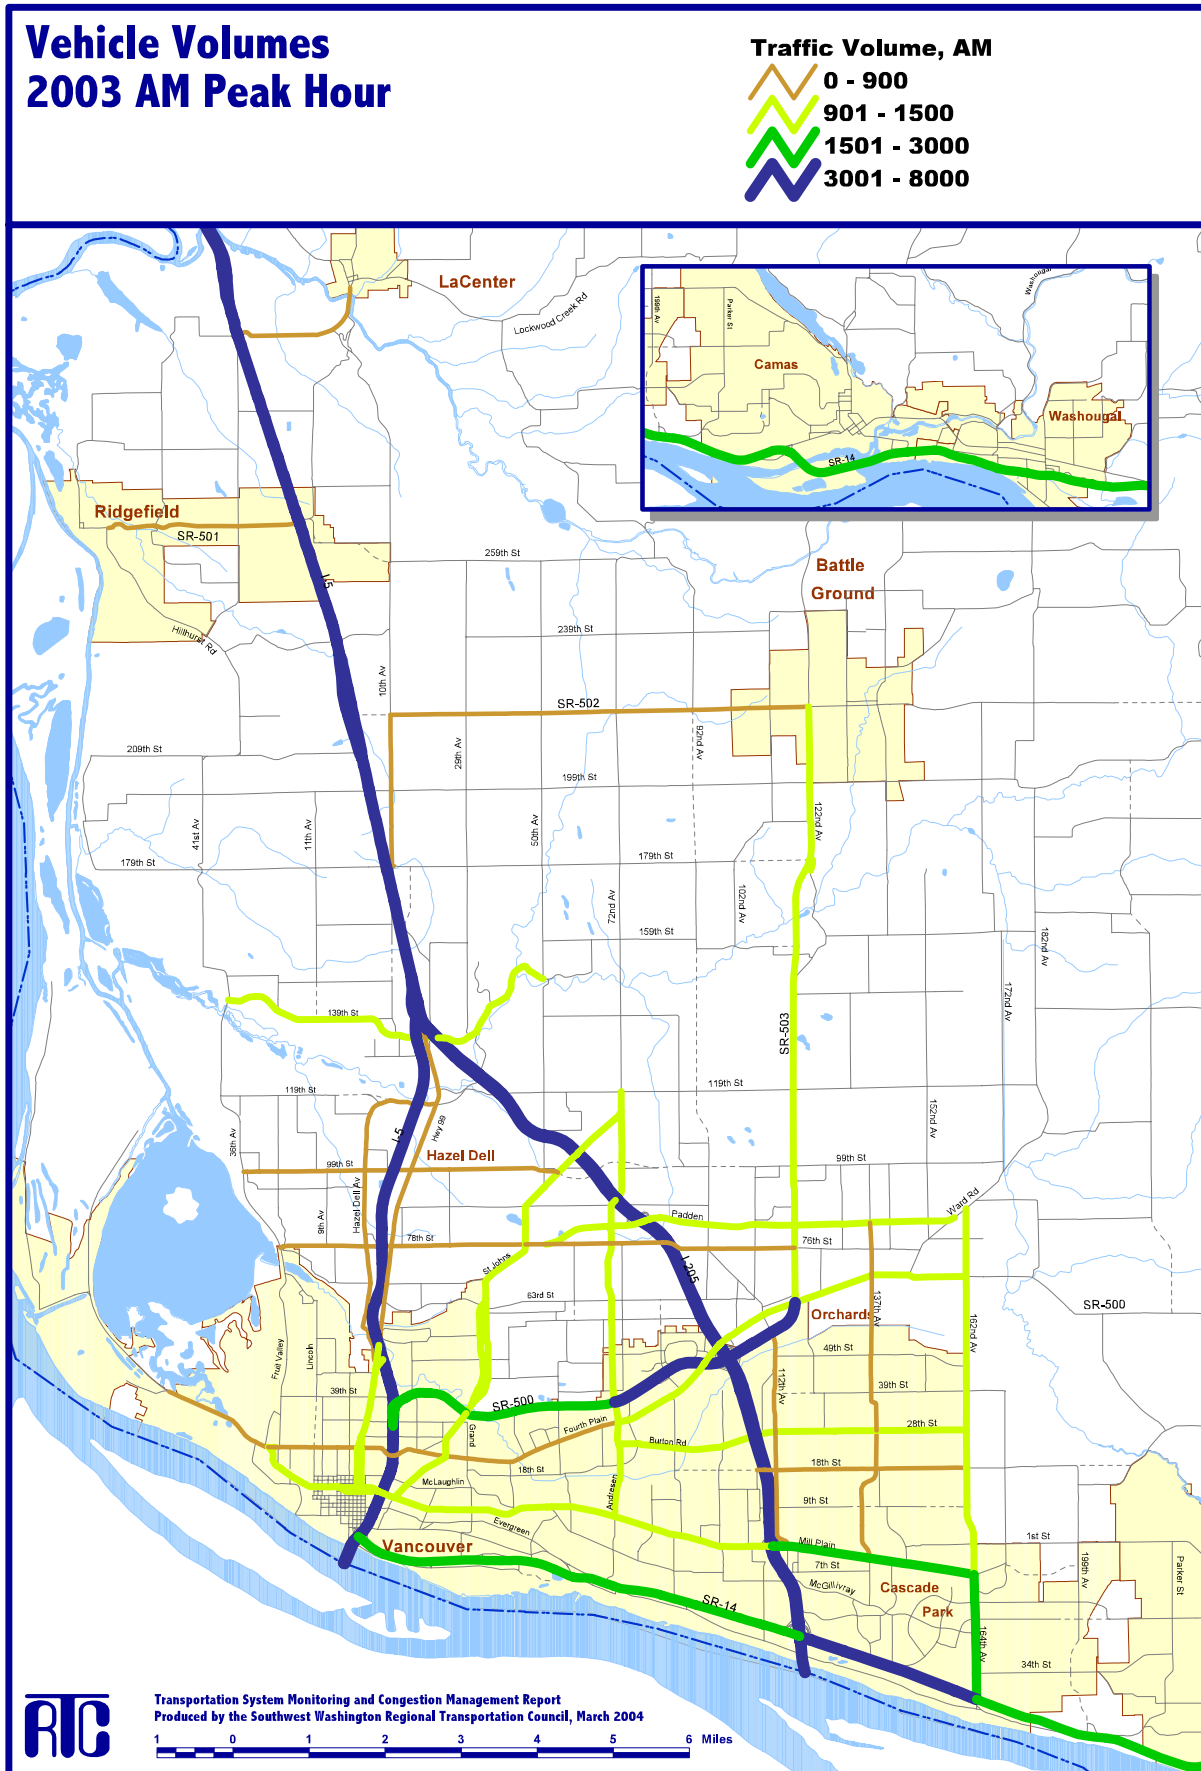 Vehicle Volumes
2003 AM Peak Hour
Traffic Volume, AM
0 - 900
901 - 1500
1501 - 3000
3001 - 8000
LaCenter
Lockwood Creek Rd
199th Av
Parker St
Washougal
Camas
Washougal
SR-14
Ridgefield
SR-501
I-5
Hillhurst Rd
259th St
Battle
Ground
239th St
10th Av
SR-502
29th Av
92nd Av
209th St
199th St
122nd Av
41st Av
11th Av
50th Av
179th St
179th St
102nd Av
72nd Av
159th St
182nd Av
172nd Av
139th St
SR-503
119th St
119th St
152nd Av
36th Av
I-5
Hwy 99
Hazel Dell
99th St
99th St
Hazel Dell Av
9th Av
Padden
Ward Rd
78th St
76th St
St Johns
I-205
63rd St
Orchards
137th Av
SR-500
162nd Av
Fruit Valley
Lincoln
49th St
112th Av
39th St
39th St
SR-500
Fourth Plain
28th St
Grand
Burton Rd
18th St
18th St
McLaughlin
Andresen
9th St
Evergreen
1st St
Vancouver
Mill Plain
7th St
199th Av
Parker St
McGillivray
Cascade
Park
SR-14
164th Av
34th St
RTC
Transportation System Monitoring and Congestion Management Report
Produced by the Southwest Washington Regional Transportation Council, March 2004
1 0 1 2 3 4 5 6 Miles